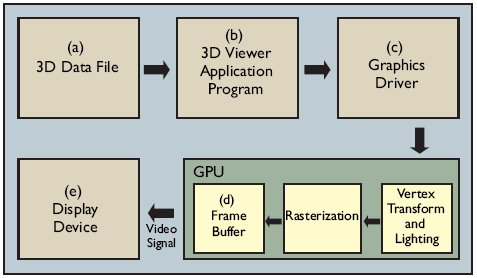 (a)
3D Data File
(b)
3D Viewer
Application
Program
(c)
Graphics
Driver
GPU
Vertex
Transform
and
Lighting
Rasterization
(d)
Frame
Buffer
Video
Signal
(e)
Display
Device